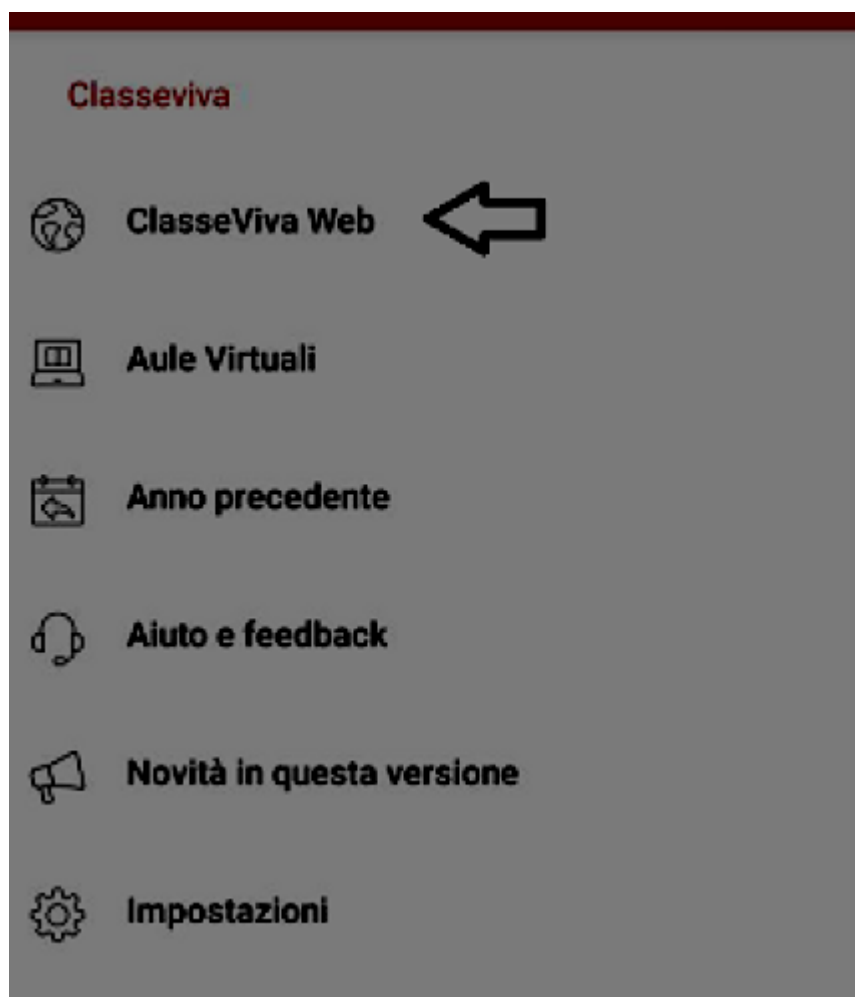 Classeviva
ClasseViva Web
Aule Virtuali
Anno precedente
Aiuto e feedback
Novità in questa versione
Impostazioni